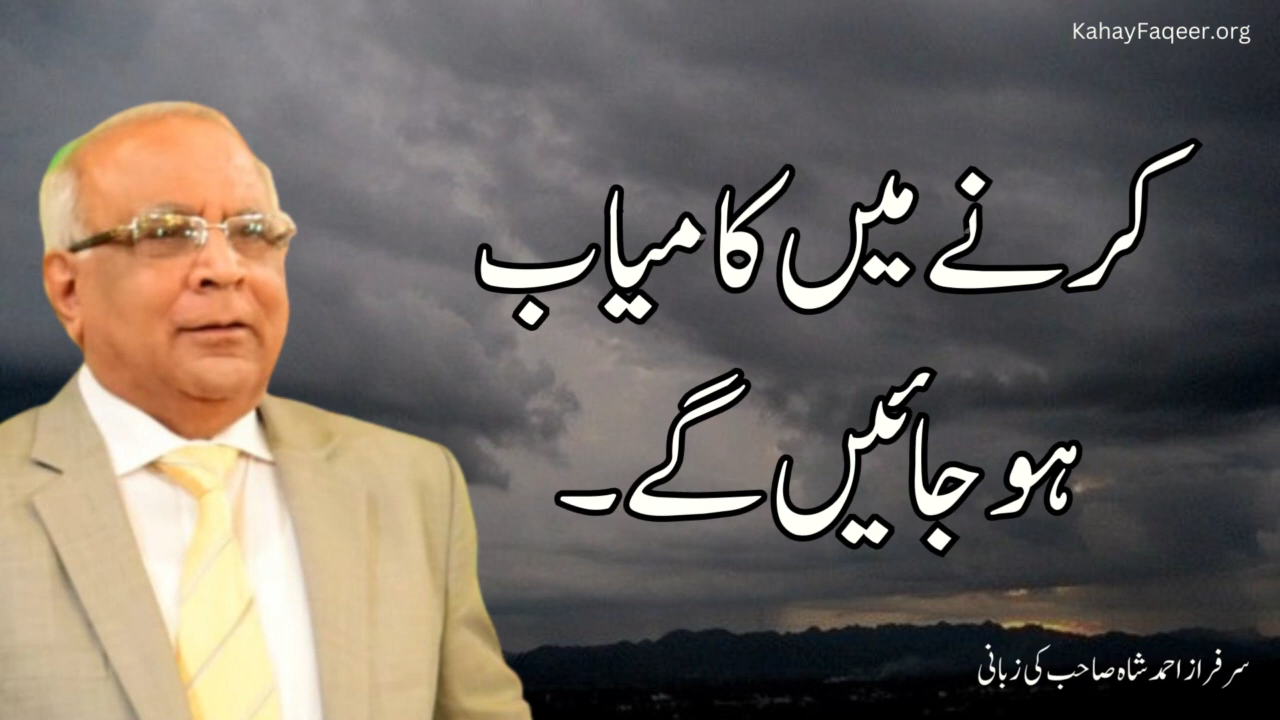 KahayFaqeer.org
کرنے میں کامیاب
ہو جائیں گے۔
سرفراز احمد شاہ صاحب کی زبانی